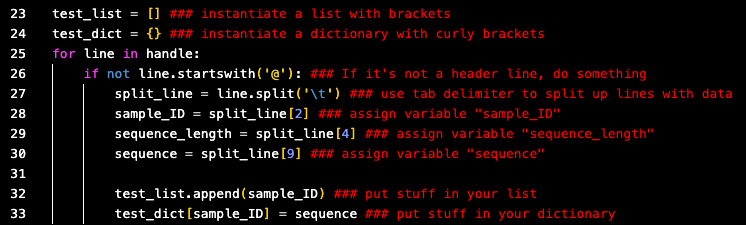 23 test_list = [] ### instantiate a list with brackets
24 test_dict = {} ### instantiate a dictionary with curly brackets
25 for line in handle:
26 if not line.startswith('@'): ### If it's not a header line, do something
27 split_line = line.split('\t') ### use tab delimiter to split up lines with data
28 sample_ID = split_line[2] ### assign variable "sample_ID"
29 sequence_length = split_line[4] ### assign variable "sequence_length"
30 sequence = split_line[9] ### assign variable "sequence"
31
32 test_list.append(sample_ID) ### put stuff in your list
33 test_dict[sample_ID] = sequence ### put stuff in your dictionary